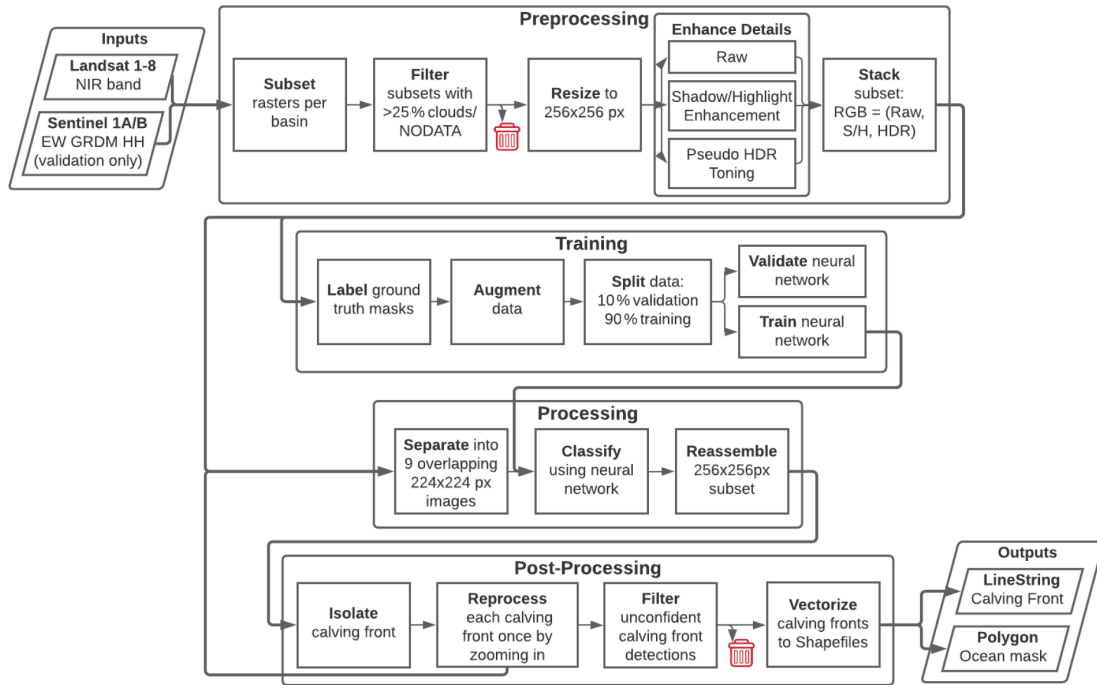 Inputs
Landsat 1-8
NIR band
Sentinel 1A/B
EW GRDM HH
(validation only)
Preprocessing
Subset
rasters per
basin
Filter
subsets with
>25% clouds/
NODATA
Resize to
256x256 px
Enhance Details
Raw
Shadow/Highlight
Enhancement
Pseudo HDR
Toning
Stack
subset:
RGB = (Raw,
S/H, HDR)
Training
Label ground
truth masks
Augment
data
Split data:
10% validation
90% training
Validate neural
network
Train neural
network
Processing
Separate into
9 overlapping
224x224 px
images
Classify
using neural
network
Reassemble
256x256px
subset
Post-Processing
Isolate
calving front
Reprocess
each calving
front once by
zooming in
Filter
unconfident
calving front
detections
Vectorize
calving fronts
to Shapefiles
Outputs
LineString
Calving Front
Polygon
Ocean mask